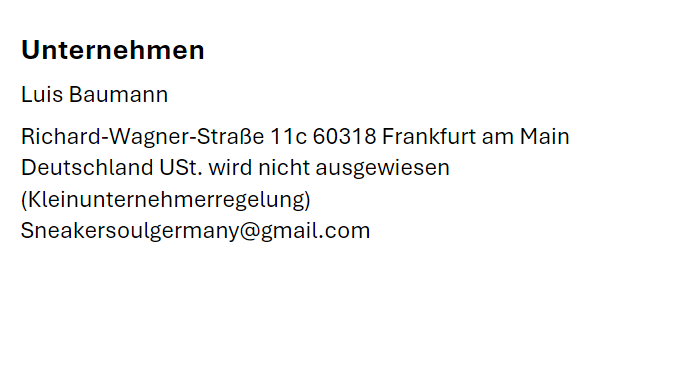 Unternehmen
Luis Baumann
Richard-Wagner-Straße 11c 60318 Frankfurt am Main
Deutschland USt. wird nicht ausgewiesen
(Kleinunternehmerregelung)
Sneakersoulgermany@gmail.com